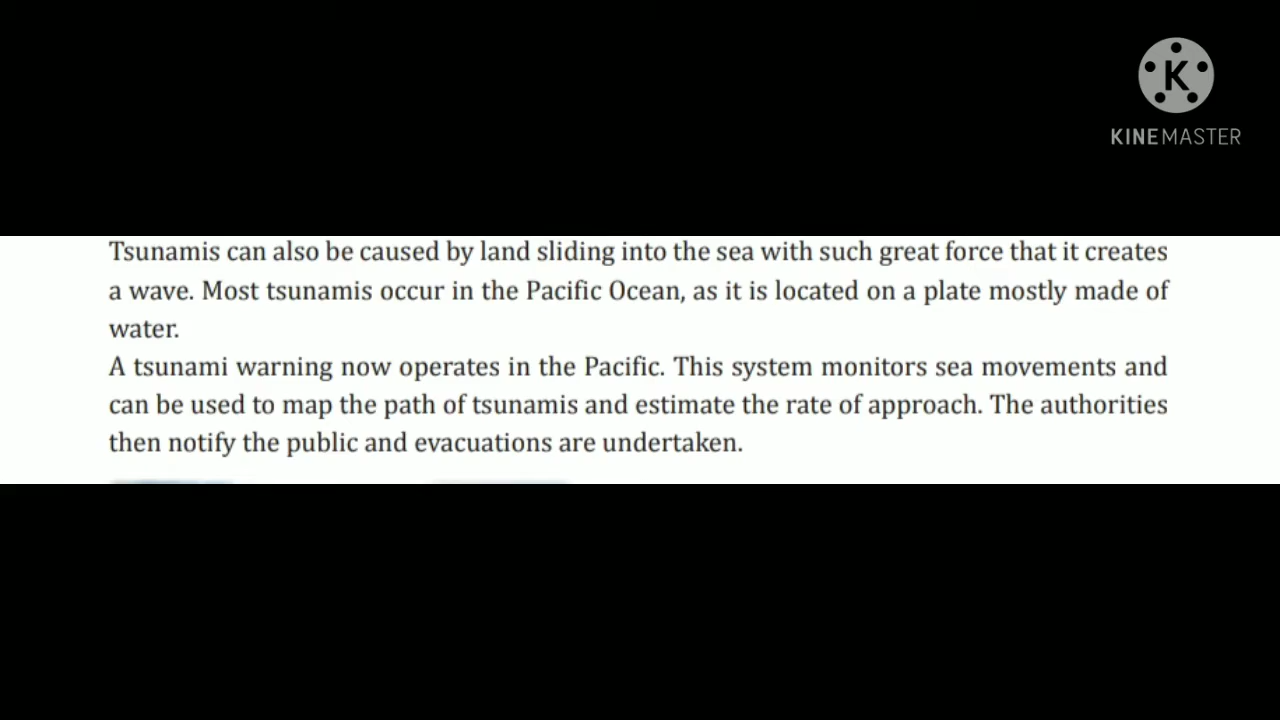 K
KINEMASTER
Tsunamis can also be caused by land sliding into the sea with such great force that it creates
a wave. Most tsunamis occur in the Pacific Ocean, as it is located on a plate mostly made of
water.
A tsunami warning now operates in the Pacific. This system monitors sea movements and
can be used to map the path of tsunamis and estimate the rate of approach. The authorities
then notify the public and evacuations are undertaken.